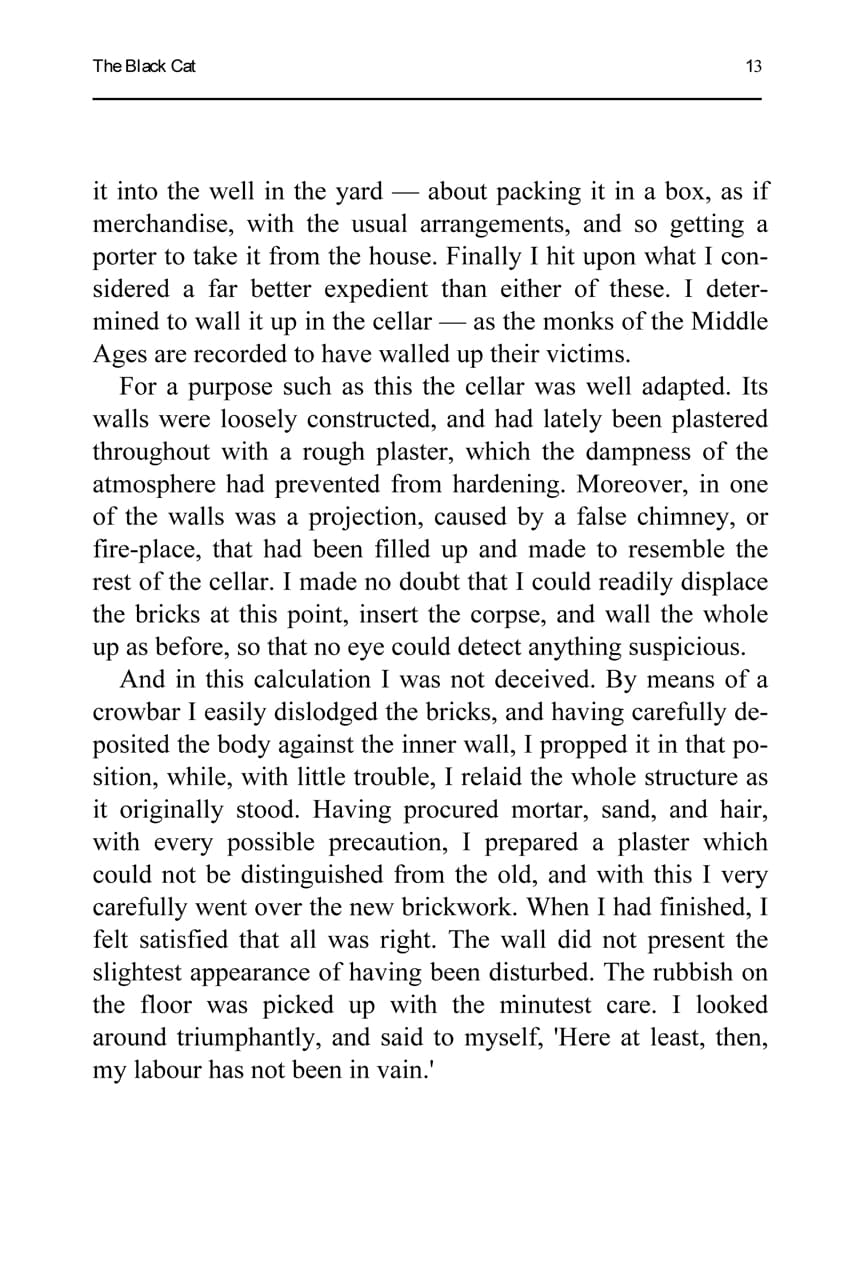 The Black Cat 13
it into the well in the yard — about packing it in a box, as if
merchandise, with the usual arrangements, and so getting a
porter to take it from the house. Finally I hit upon what I con-
sidered a far better expedient than either of these. I deter-
mined to wall it up in the cellar — as the monks of the Middle
Ages are recorded to have walled up their victims.
For a purpose such as this the cellar was well adapted. Its
walls were loosely constructed, and had lately been plastered
throughout with a rough plaster, which the dampness of the
atmosphere had prevented from hardening. Moreover, in one
of the walls was a projection, caused by a false chimney, or
fire-place, that had been filled up and made to resemble the
rest of the cellar. I made no doubt that I could readily displace
the bricks at this point, insert the corpse, and wall the whole
up as before, so that no eye could detect anything suspicious.
And in this calculation I was not deceived. By means of a
crowbar I easily dislodged the bricks, and having carefully de-
posited the body against the inner wall, I propped it in that po-
sition, while, with little trouble, I relaid the whole structure as
it originally stood. Having procured mortar, sand, and hair,
with every possible precaution, I prepared a plaster which
could not be distinguished from the old, and with this I very
carefully went over the new brickwork. When I had finished, I
felt satisfied that all was right. The wall did not present the
slightest appearance of having been disturbed. The rubbish on
the floor was picked up with the minutest care. I looked
around triumphantly, and said to myself, 'Here at least, then,
my labour has not been in vain.'